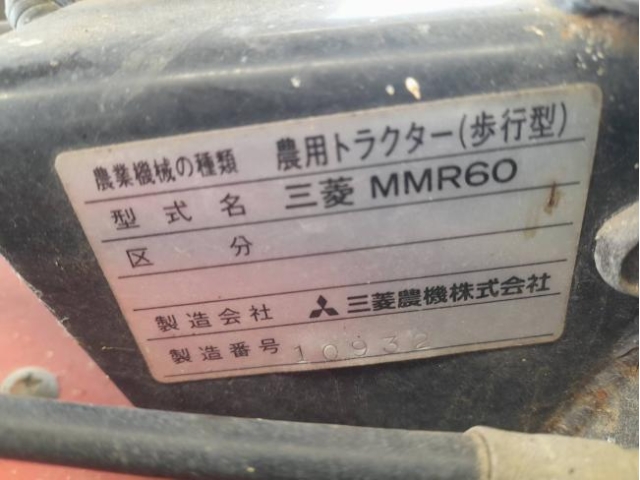 農業機械の種類 農用トラクター(歩行型)
型式名 三菱 MMR60
区分
製造会社 三菱農機株式会社
製造番号 10932